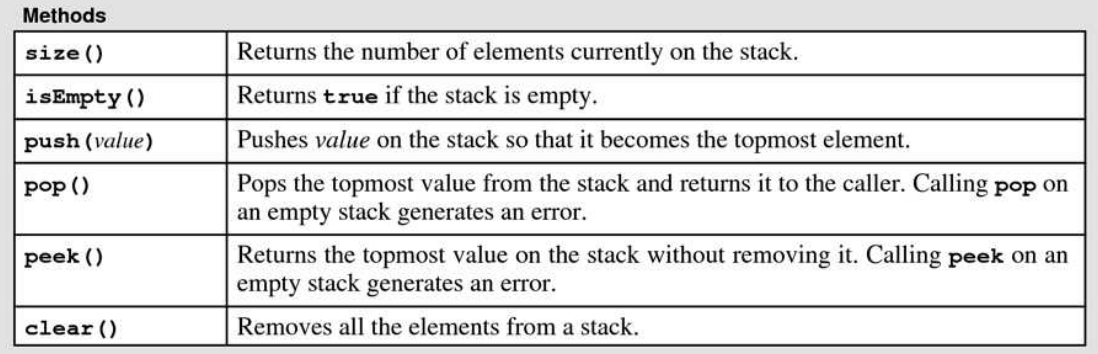 Methods
size() Returns the number of elements currently on the stack.
isEmpty() Returns true if the stack is empty.
push(value) Pushes value on the stack so that it becomes the topmost element.
pop() Pops the topmost value from the stack and returns it to the caller. Calling pop on
an empty stack generates an error.
peek() Returns the topmost value on the stack without removing it. Calling peek on an
empty stack generates an error.
clear() Removes all the elements from a stack.